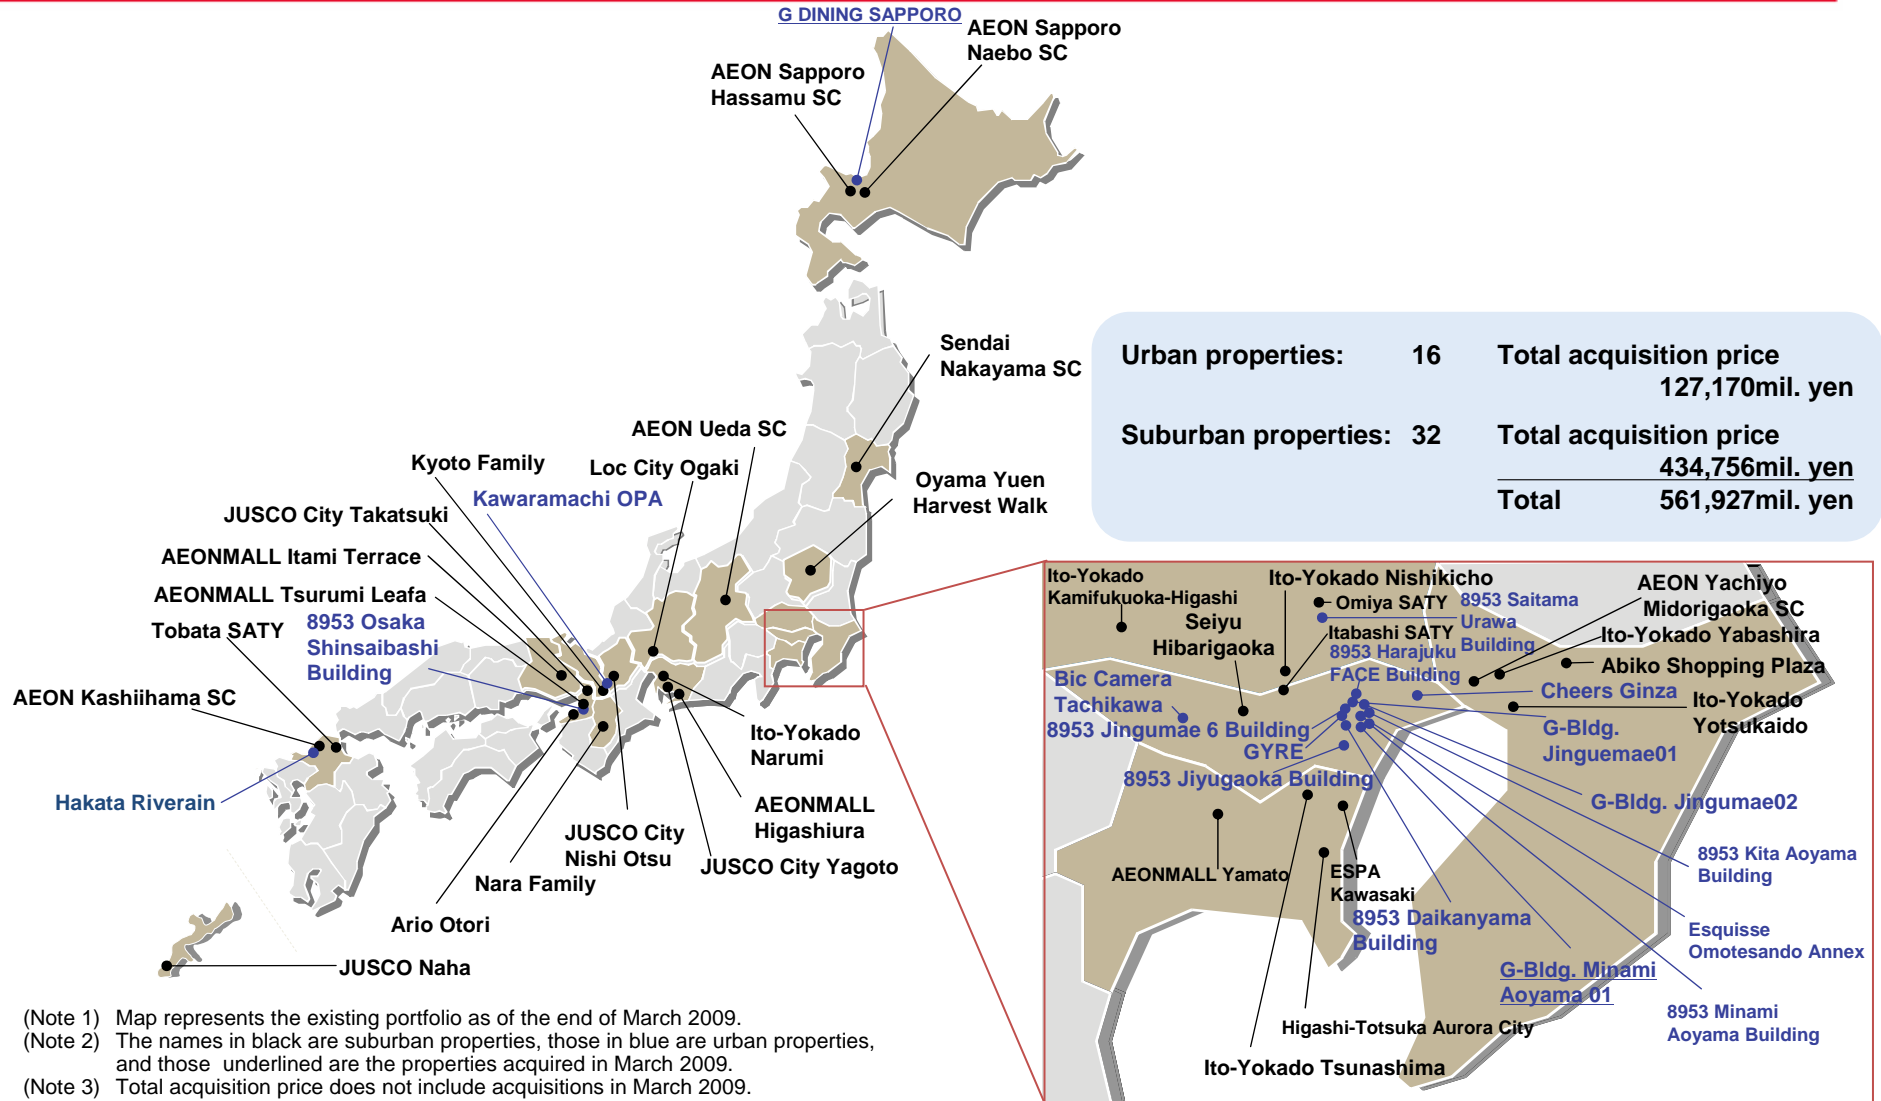 G DINING SAPPORO
AEON Sapporo
Naebo SC
AEON Sapporo
Hassamu SC
Sendai
Nakayama SC
AEON Ueda SC
Kyoto Family
Loc City Ogaki
Oyama Yuen
Harvest Walk
Kawaramachi OPA
JUSCO City Takatsuki
AEONMALL Itami Terrace
AEONMALL Tsurumi Leafa
8953 Osaka
Shinsaibashi
Building
Tobata SATY
AEON Kashiihama SC
Hakata Riverain
Ito-Yokado
Narumi
AEONMALL
Higashiura
JUSCO City
Nishi Otsu
JUSCO City Yagoto
Nara Family
Ario Otori
JUSCO Naha
Urban properties: 16 Total acquisition price
127,170mil. yen
Suburban properties: 32 Total acquisition price
434,756mil. yen
Total 561,927mil. yen
Ito-Yokado
Kamifukuoka-Higashi
Ito-Yokado Nishikicho
Omiya SATY
8953 Saitama
Urawa
Building
AEON Yachiyo
Midorigaoka SC
Seiyu
Hibarigaoka
Itabashi SATY
8953 Harajuku
FACE Building
Ito-Yokado Yabashira
Abiko Shopping Plaza
Bic Camera
Tachikawa
Cheers Ginza
Ito-Yokado
Yotsukaido
8953 Jingumae 6 Building
GYRE
G-Bldg.
Jinguemae01
8953 Jiyugaoka Building
G-Bldg. Jingumae02
AEONMALL Yamato
ESPA
Kawasaki
8953 Kita Aoyama
Building
8953 Daikanyama
Building
Esquisse
Omotesando Annex
G-Bldg. Minami
Aoyama 01
8953 Minami
Aoyama Building
Higashi-Totsuka Aurora City
Ito-Yokado Tsunashima
(Note 1) Map represents the existing portfolio as of the end of March 2009.
(Note 2) The names in black are suburban properties, those in blue are urban properties,
and those underlined are the properties acquired in March 2009.
(Note 3) Total acquisition price does not include acquisitions in March 2009.